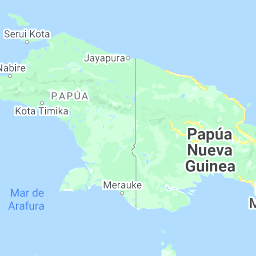 Serui Kota
Jayapura
Nabire
PAPÚA
Kota Timika
Papúa
Nueva
Guinea
Merauke
Mar de
Arafura
M